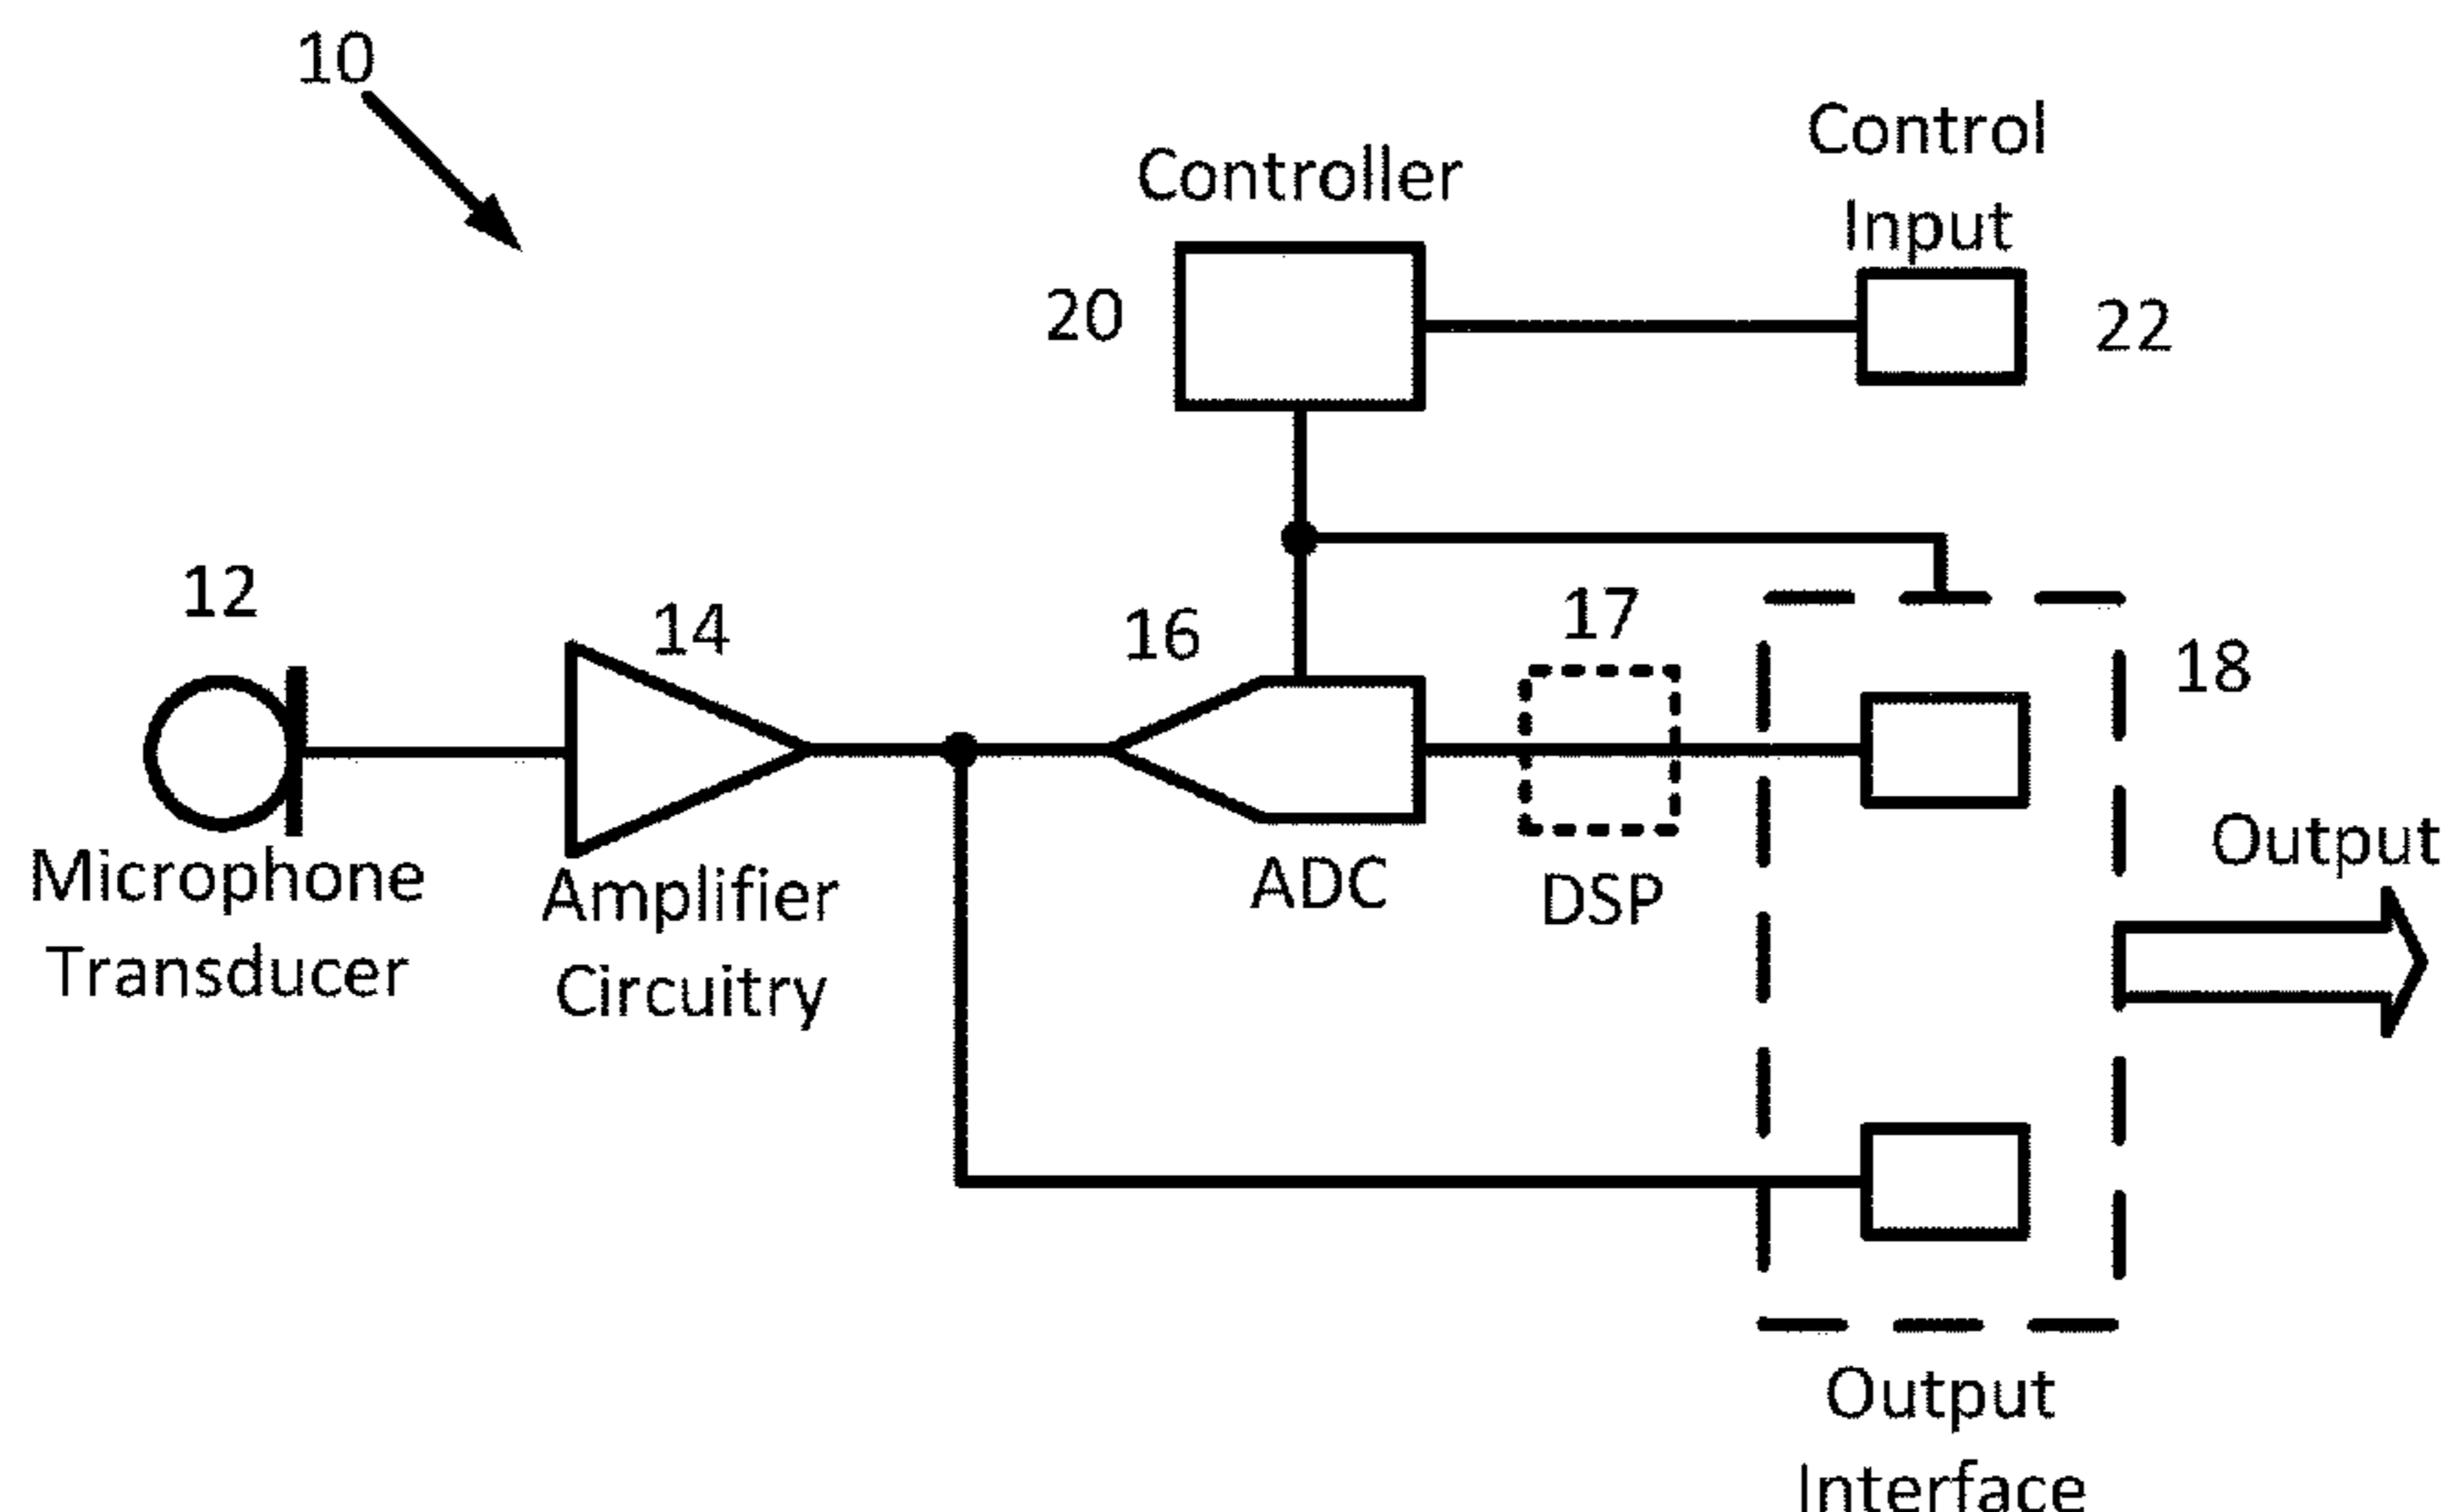 10
Controller
Control
Input
20
22
12
14
16
17
18
Microphone
Transducer
Amplifier
Circuitry
ADC
DSP
Output
Output
Interface